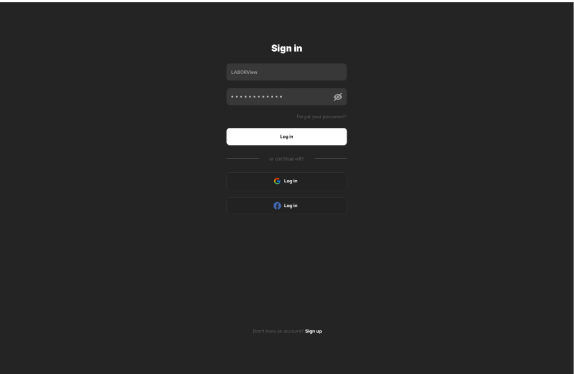 Sign in
LABORView
************
Forgot your password?
Log in
or continue with
Log in
Log in
Don't have an account? Sign up